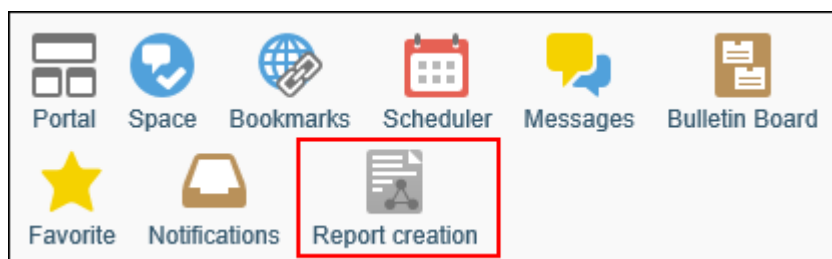 Portal Space Bookmarks Scheduler Messages Bulletin Board
Favorite Notifications Report creation